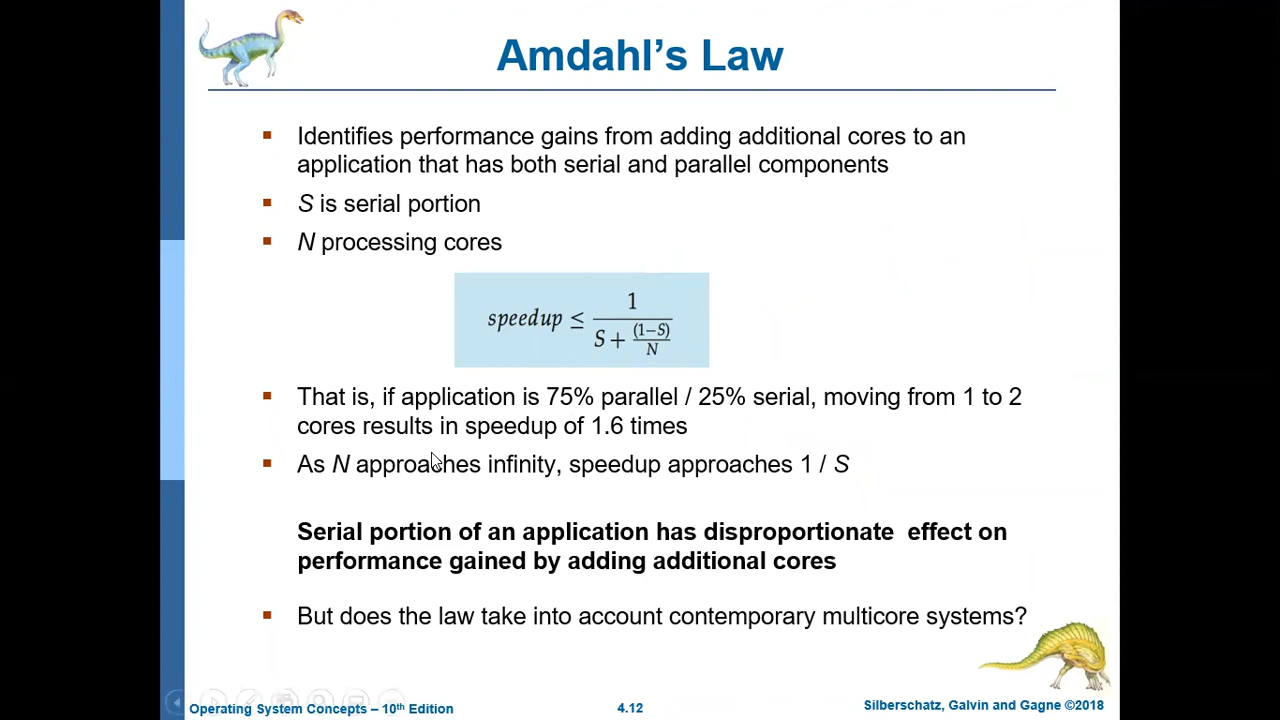 Amdahl's Law
▪ Identifies performance gains from adding additional cores to an
application that has both serial and parallel components
▪ S is serial portion
▪ N processing cores
speedup ≤ 1 / (S + (1−S)/N)
▪ That is, if application is 75% parallel / 25% serial, moving from 1 to 2
cores results in speedup of 1.6 times
▪ As N approaches infinity, speedup approaches 1 / S
Serial portion of an application has disproportionate effect on
performance gained by adding additional cores
▪ But does the law take into account contemporary multicore systems?
Operating System Concepts – 10th Edition
4.12
Silberschatz, Galvin and Gagne ©2018